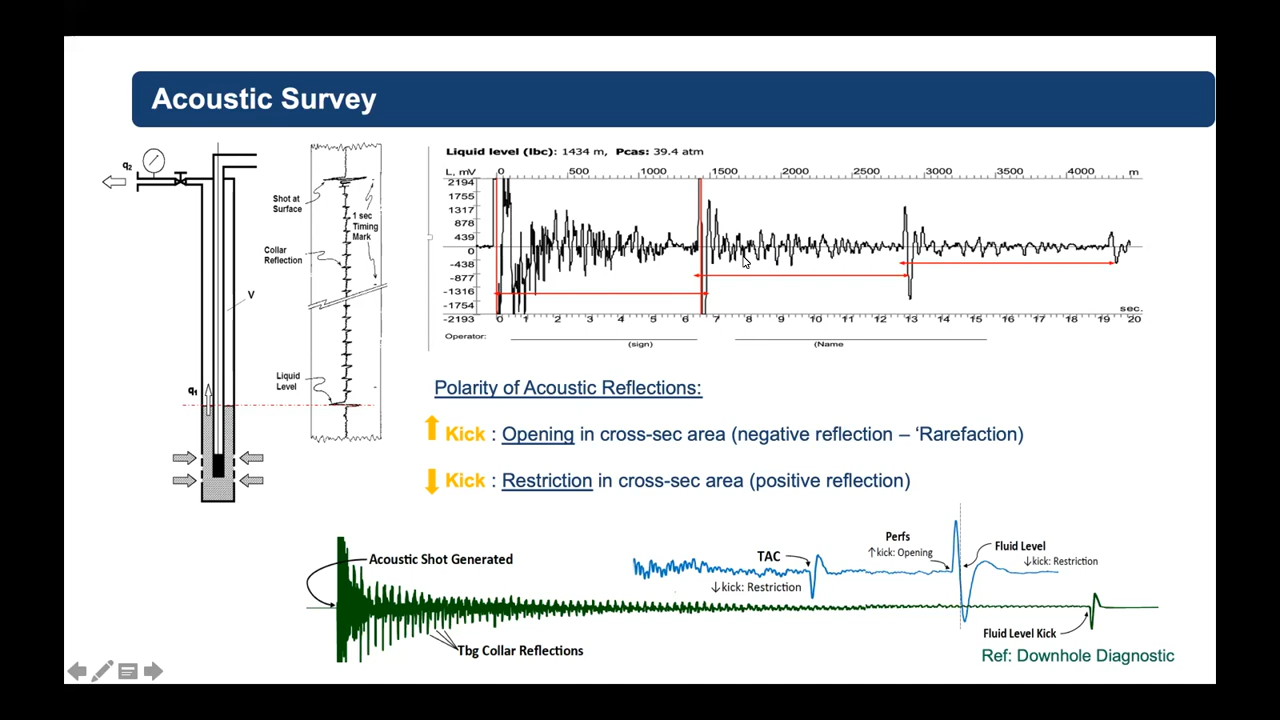 Acoustic Survey
q2
Shot at
Surface
1 sec
Timing
Mark
Collar
Reflection
V
Liquid
Level
q1
Liquid level (lbc): 1434 m, Pcas: 39.4 atm
L, mV 0 500 1000 1500 2000 2500 3000 3500 4000 m
2194
1755
1317
878
439
0
-438
-877
-1316
-1754
-2193
sec.
0 1 2 3 4 5 6 7 8 9 10 11 12 13 14 15 16 17 18 19 20
Operator:
(sign) (Name
Polarity of Acoustic Reflections:
Kick : Opening in cross-sec area (negative reflection – ‘Rarefaction)
Kick : Restriction in cross-sec area (positive reflection)
Acoustic Shot Generated
Tbg Collar Reflections
TAC
↓kick: Restriction
Perfs
↑kick: Opening
Fluid Level
↓kick: Restriction
Fluid Level Kick
Ref: Downhole Diagnostic